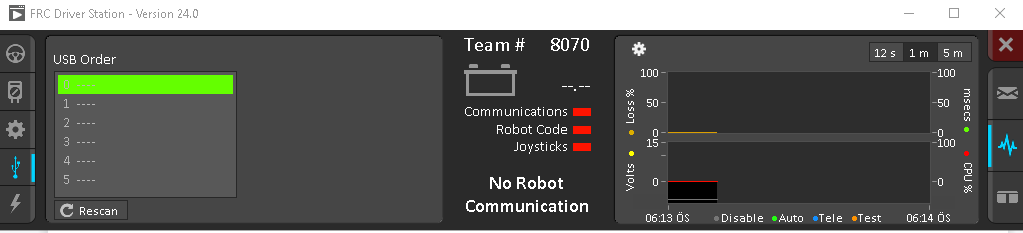 FRC Driver Station - Version 24.0
USB Order
0
1 ----
2 ----
3 ----
4 ----
5 ----
Rescan
Team # 8070
--.--
Communications
Robot Code
Joysticks
No Robot
Communication
12 s 1 m 5 m
100 100
50 50
0 0
Loss %
msecs
15 100
0 0
Volts
CPU %
06:13 ÖS 06:14 ÖS
Disable Auto Tele Test